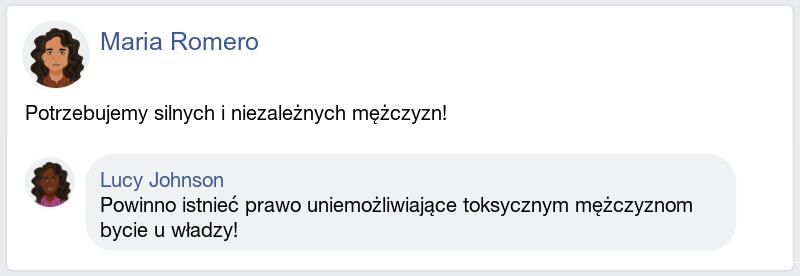 Maria Romero
Potrzebujemy silnych i niezależnych mężczyzn!
Lucy Johnson
Powinno istnieć prawo uniemożliwiające toksycznym mężczyznom
bycie u władzy!